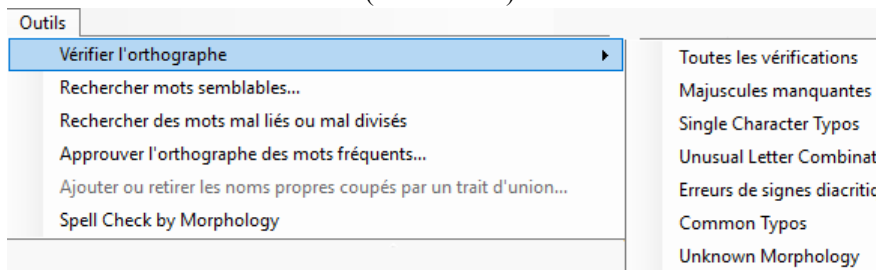 Outils
Vérifier l'orthographe
Rechercher mots semblables...
Rechercher des mots mal liés ou mal divisés
Approuver l'orthographe des mots fréquents...
Ajouter ou retirer les noms propres coupés par un trait d'union...
Spell Check by Morphology
Toutes les vérifications
Majuscules manquantes
Single Character Typos
Unusual Letter Combinat
Erreurs de signes diacritic
Common Typos
Unknown Morphology